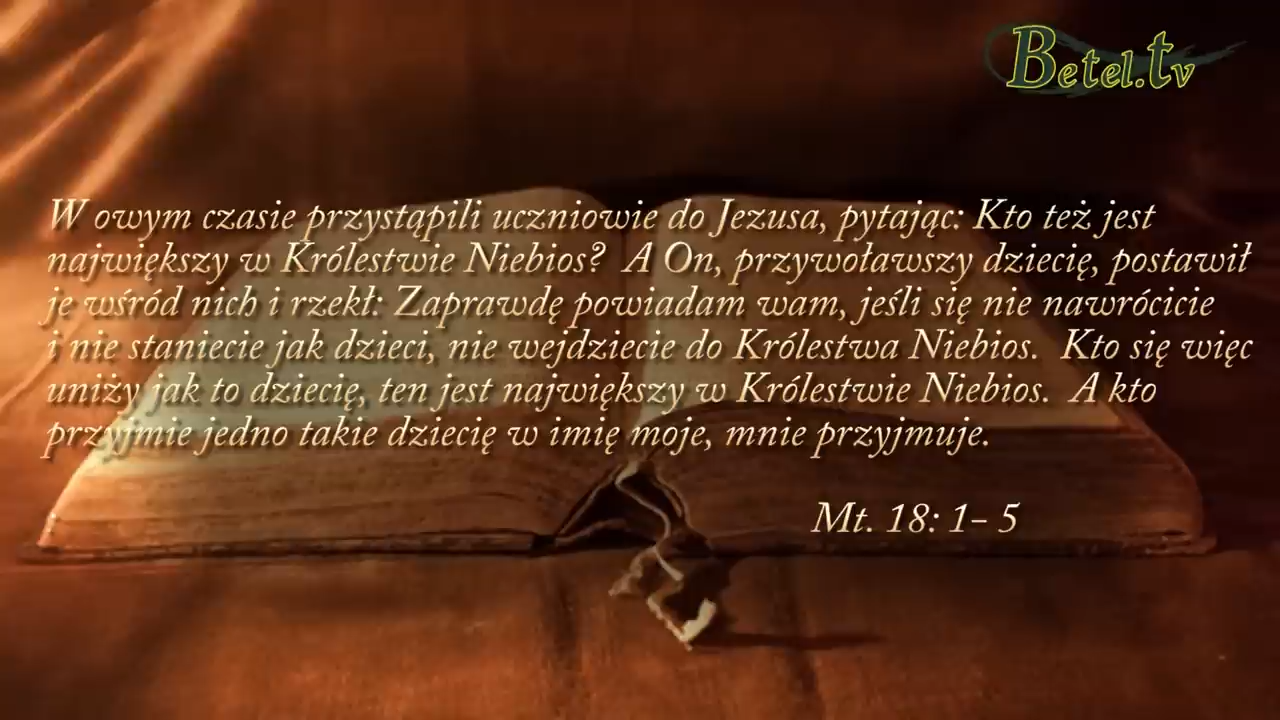 Betel.tv
W owym czasie przystąpili uczniowie do Jezusa, pytając: Kto też jest
największy w Królestwie Niebios? A On, przywoławszy dziecię, postawił
je wśród nich i rzekł: Zaprawdę powiadam wam, jeśli się nie nawrócicie
i nie staniecie jak dzieci, nie wejdziecie do Królestwa Niebios. Kto się więc
uniży jak to dziecię, ten jest największy w Królestwie Niebios. A kto
przyjmie jedno takie dziecię w imię moje, mnie przyjmuje.
Mt. 18: 1- 5